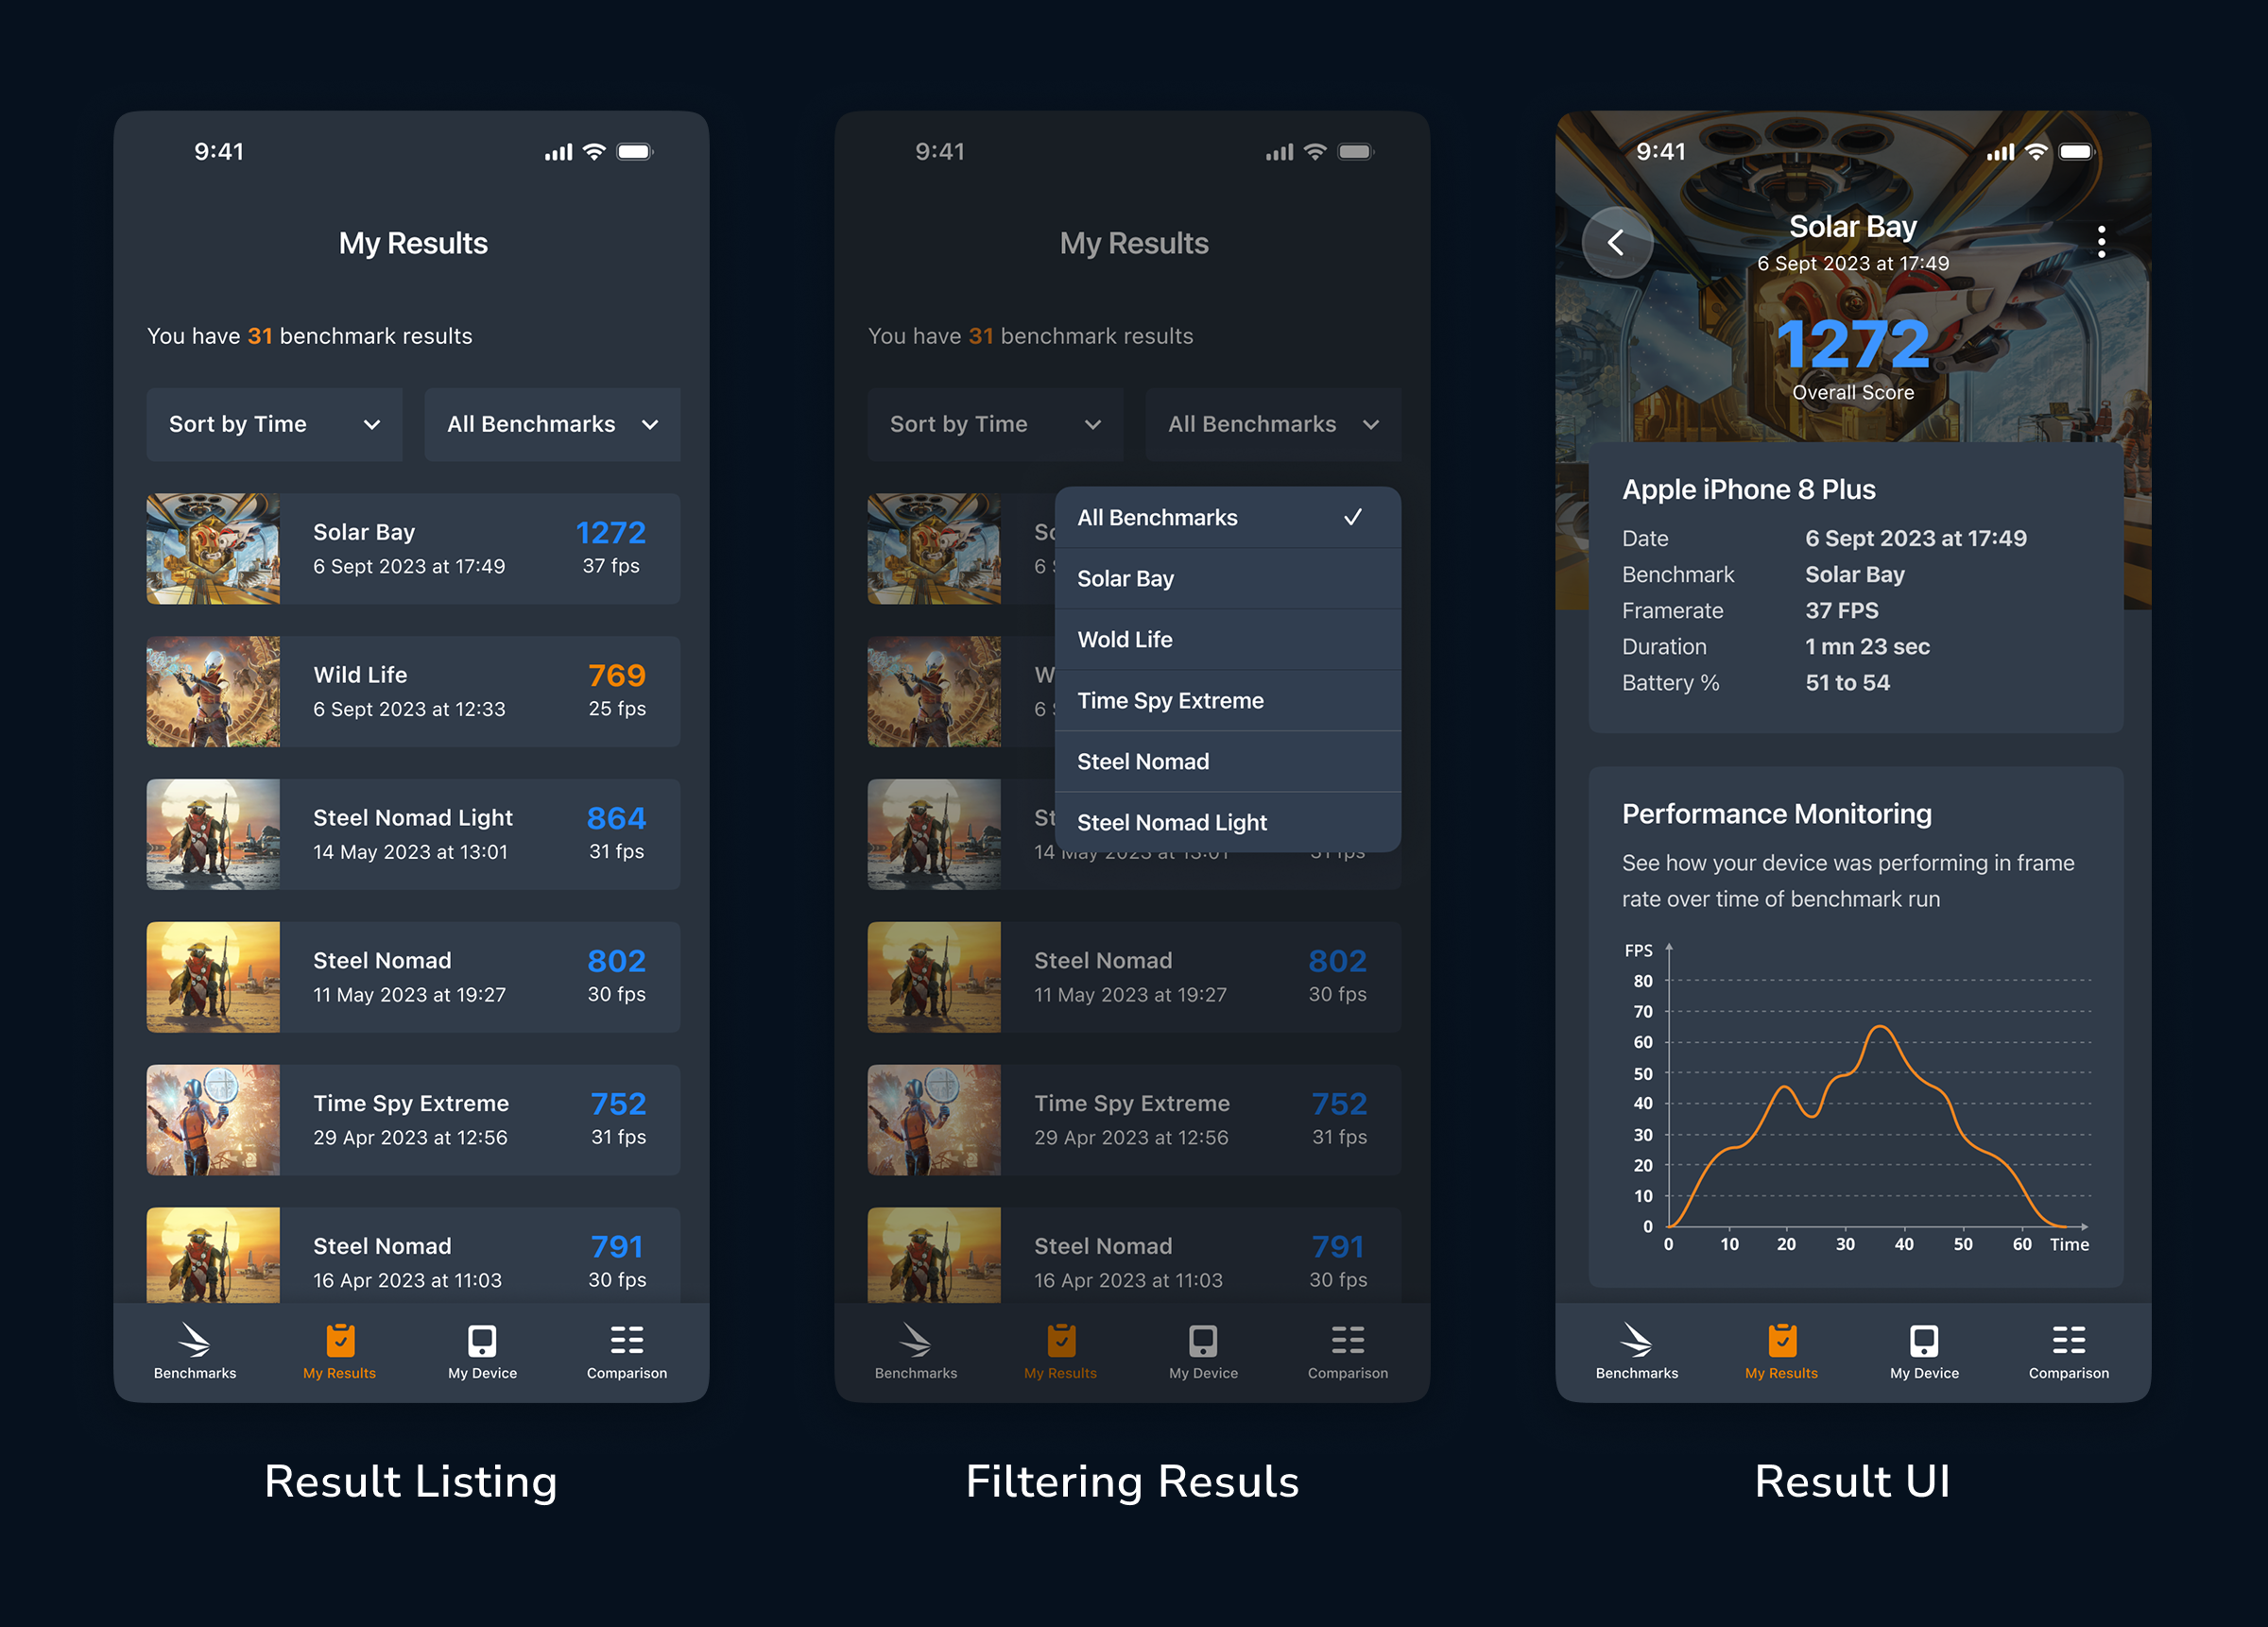 9:41
My Results
You have 31 benchmark results
Sort by Time
All Benchmarks
Solar Bay
6 Sept 2023 at 17:49
1272
37 fps
Wild Life
6 Sept 2023 at 12:33
769
25 fps
Steel Nomad Light
14 May 2023 at 13:01
864
31 fps
Steel Nomad
11 May 2023 at 19:27
802
30 fps
Time Spy Extreme
29 Apr 2023 at 12:56
752
31 fps
Steel Nomad
16 Apr 2023 at 11:03
791
30 fps
Benchmarks
My Results
My Device
Comparison
Result Listing
9:41
My Results
You have 31 benchmark results
Sort by Time
All Benchmarks
So
6 S
W
6 S
St
14 May 2023 at 13:01
31 fps
All Benchmarks
Solar Bay
Wold Life
Time Spy Extreme
Steel Nomad
Steel Nomad Light
Steel Nomad
11 May 2023 at 19:27
802
30 fps
Time Spy Extreme
29 Apr 2023 at 12:56
752
31 fps
Steel Nomad
16 Apr 2023 at 11:03
791
30 fps
Benchmarks
My Results
My Device
Comparison
Filtering Resuls
9:41
Solar Bay
6 Sept 2023 at 17:49
1272
Overall Score
Apple iPhone 8 Plus
Date 6 Sept 2023 at 17:49
Benchmark Solar Bay
Framerate 37 FPS
Duration 1 mn 23 sec
Battery % 51 to 54
Performance Monitoring
See how your device was performing in frame
rate over time of benchmark run
FPS
80
70
60
50
40
30
20
10
0
0 10 20 30 40 50 60 Time
Benchmarks
My Results
My Device
Comparison
Result UI